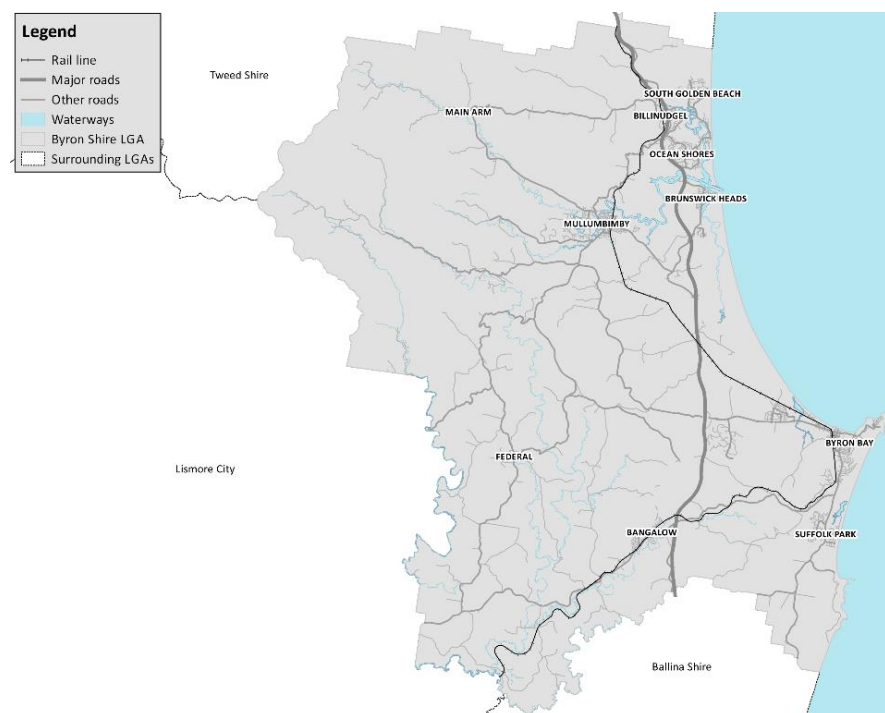 Legend
Rail line
Major roads
Other roads
Waterways
Byron Shire LGA
Surrounding LGAs
Tweed Shire
SOUTH GOLDEN BEACH
MAIN ARM
BILLINUDGEL
OCEAN SHORES
BRUNSWICK HEADS
MULLUMBIMBY
BYRON BAY
FEDERAL
Lismore City
BANGALOW
SUFFOLK PARK
Ballina Shire